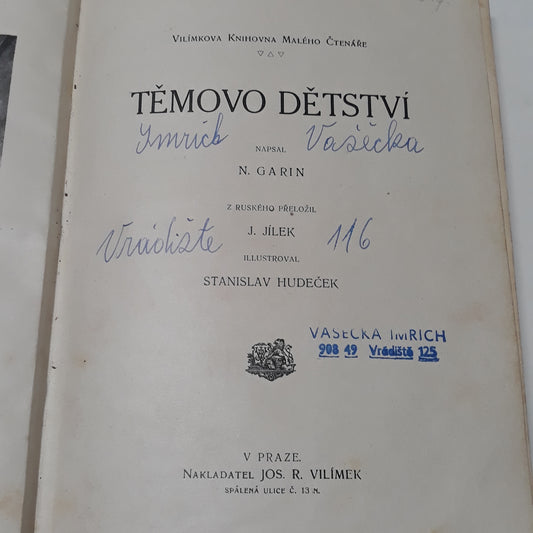 Vilímkova Knihovna Malého Čtenáře
TĚMOVO DĚTSTVÍ
Imrich Vašečka
NAPSAL
N. GARIN
Z RUSKÉHO PŘELOŽIL
J. JÍLEK
Vrádište 116
ILLUSTROVAL
STANISLAV HUDEČEK
VAŠEČKA IMRICH
908 49 Vrádiště 125
V PRAZE.
Nakladatel JOS. R. VILÍMEK
SPÁLENÁ ULICE Č. 13 N.